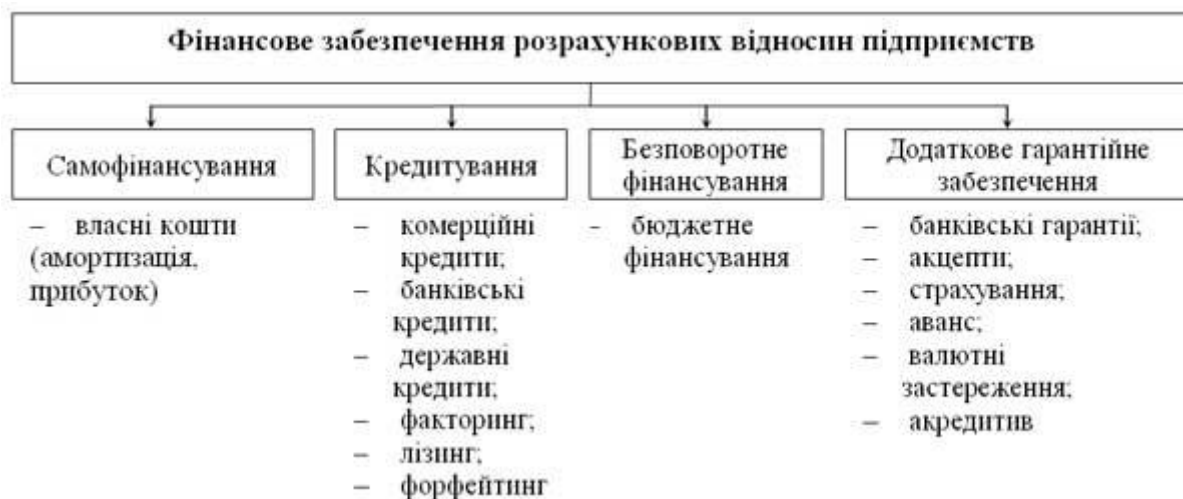 Фінансове забезпечення розрахункових відносин підприємств
Самофінансування
– власні кошти
(амортизація,
прибуток)
Кредитування
– комерційні
кредити;
– банківські
кредити;
– державні
кредити;
– факторинг;
– лізинг;
– форфейтинг
Безповоротне
фінансування
- бюджетне
фінансування
Додаткове гарантійне
забезпечення
– банківські гарантії;
– акцепти;
– страхування;
– аванс;
– валютні
застереження;
– акредитив